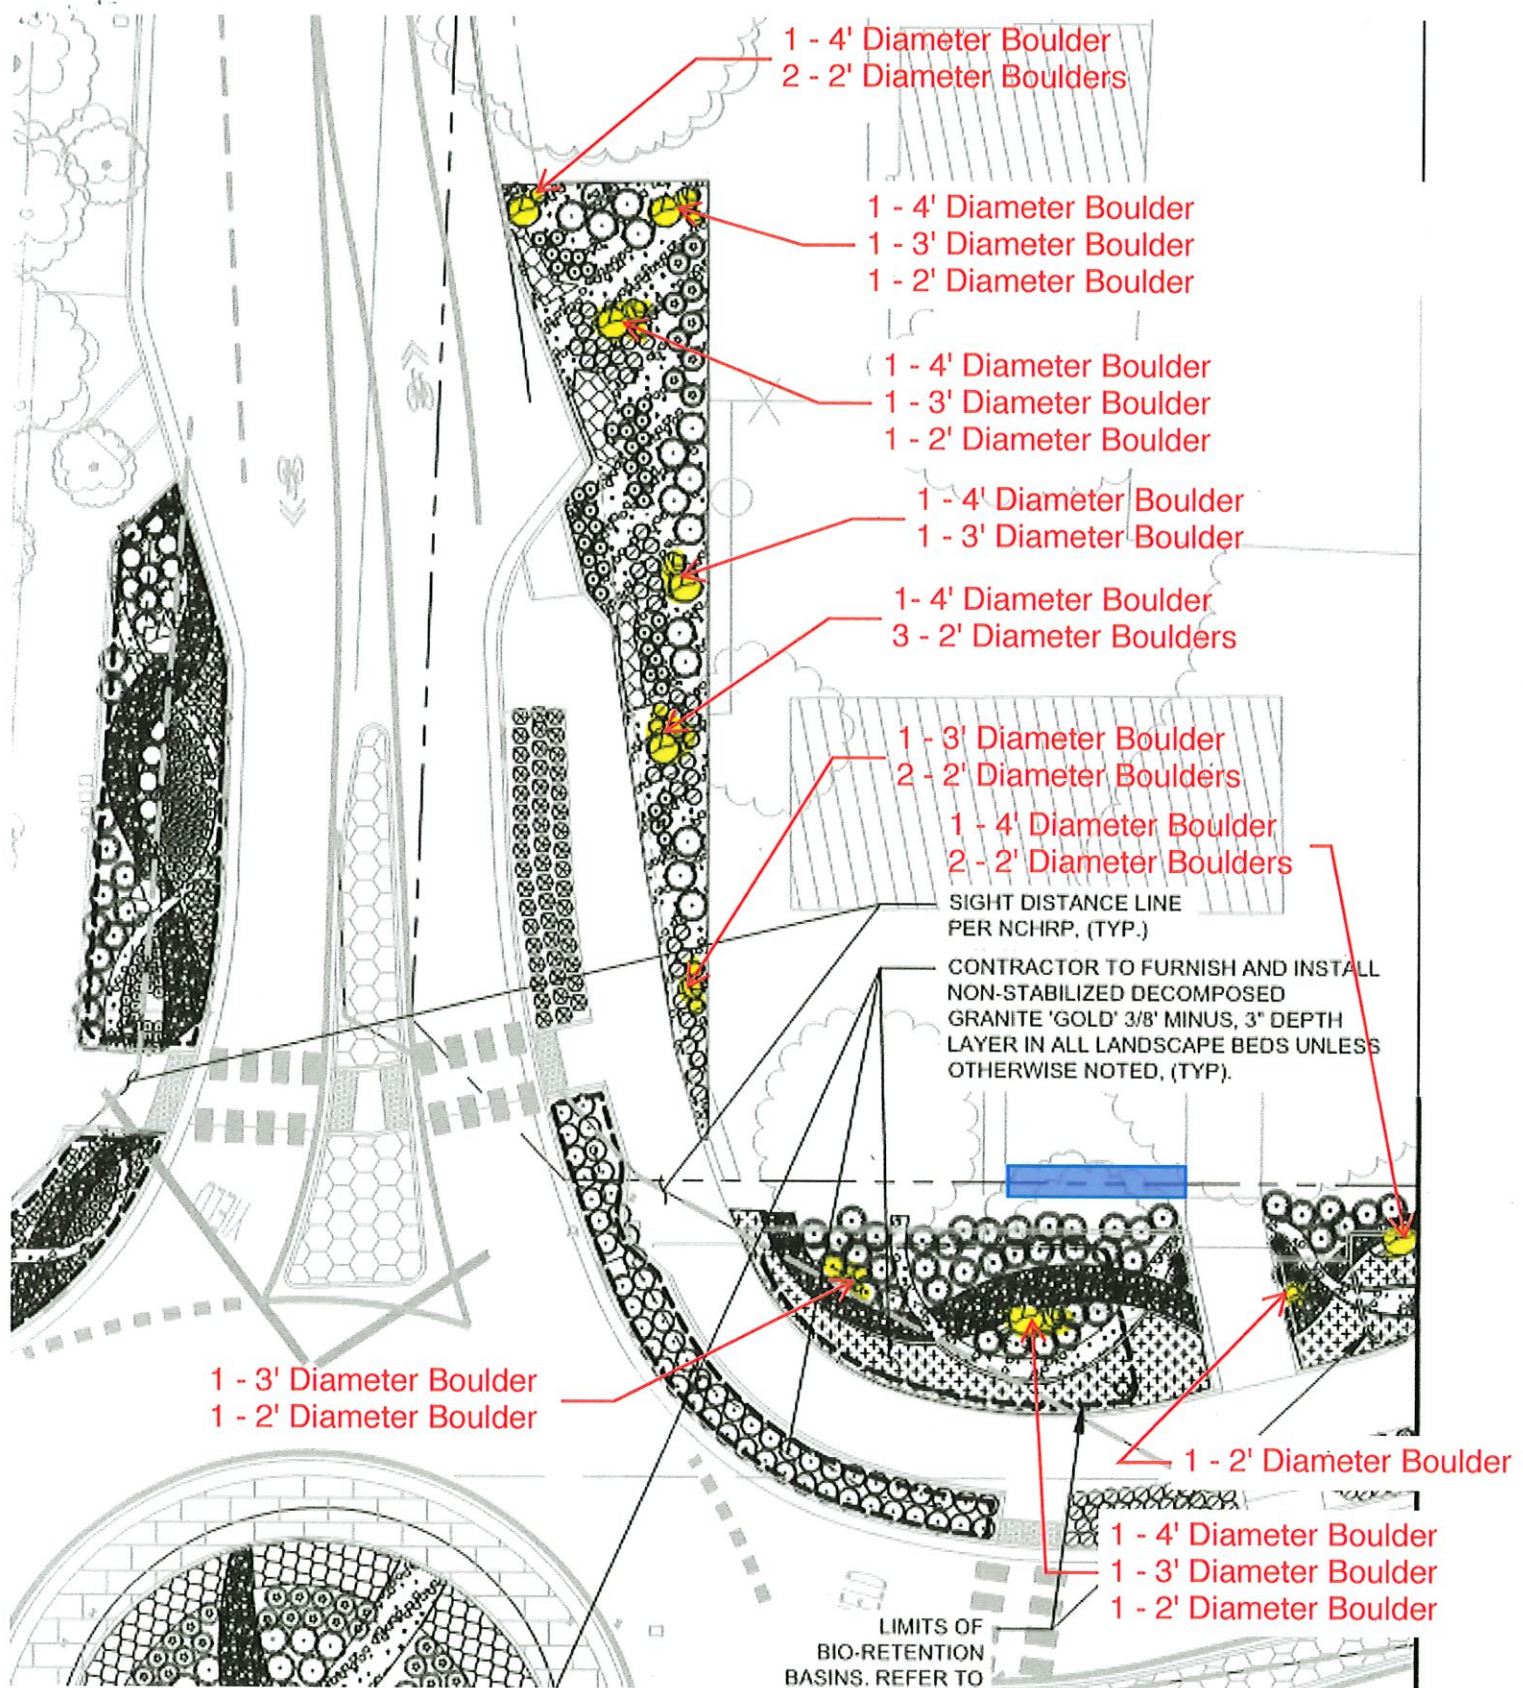 1 - 4' Diameter Boulder
2 - 2' Diameter Boulders
1 - 4' Diameter Boulder
1 - 3' Diameter Boulder
1 - 2' Diameter Boulder
1 - 4' Diameter Boulder
1 - 3' Diameter Boulder
1 - 2' Diameter Boulder
1 - 4' Diameter Boulder
1 - 3' Diameter Boulder
1- 4' Diameter Boulder
3 - 2' Diameter Boulders
1 - 3' Diameter Boulder
2 - 2' Diameter Boulders
1 - 4' Diameter Boulder
2 - 2' Diameter Boulders
SIGHT DISTANCE LINE
PER NCHRP, (TYP.)
CONTRACTOR TO FURNISH AND INSTALL
NON-STABILIZED DECOMPOSED
GRANITE 'GOLD' 3/8' MINUS, 3" DEPTH
LAYER IN ALL LANDSCAPE BEDS UNLESS
OTHERWISE NOTED, (TYP).
YIELD
1 - 3' Diameter Boulder
1 - 2' Diameter Boulder
1 - 2' Diameter Boulder
1 - 4' Diameter Boulder
1 - 3' Diameter Boulder
1 - 2' Diameter Boulder
LIMITS OF
BIO-RETENTION
BASINS. REFER TO